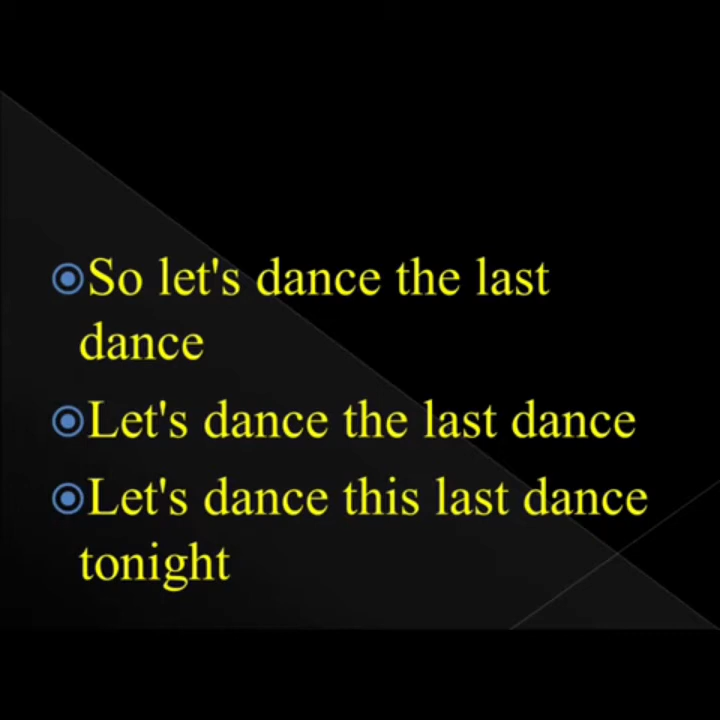 So let's dance the last
dance
Let's dance the last dance
Let's dance this last dance
tonight